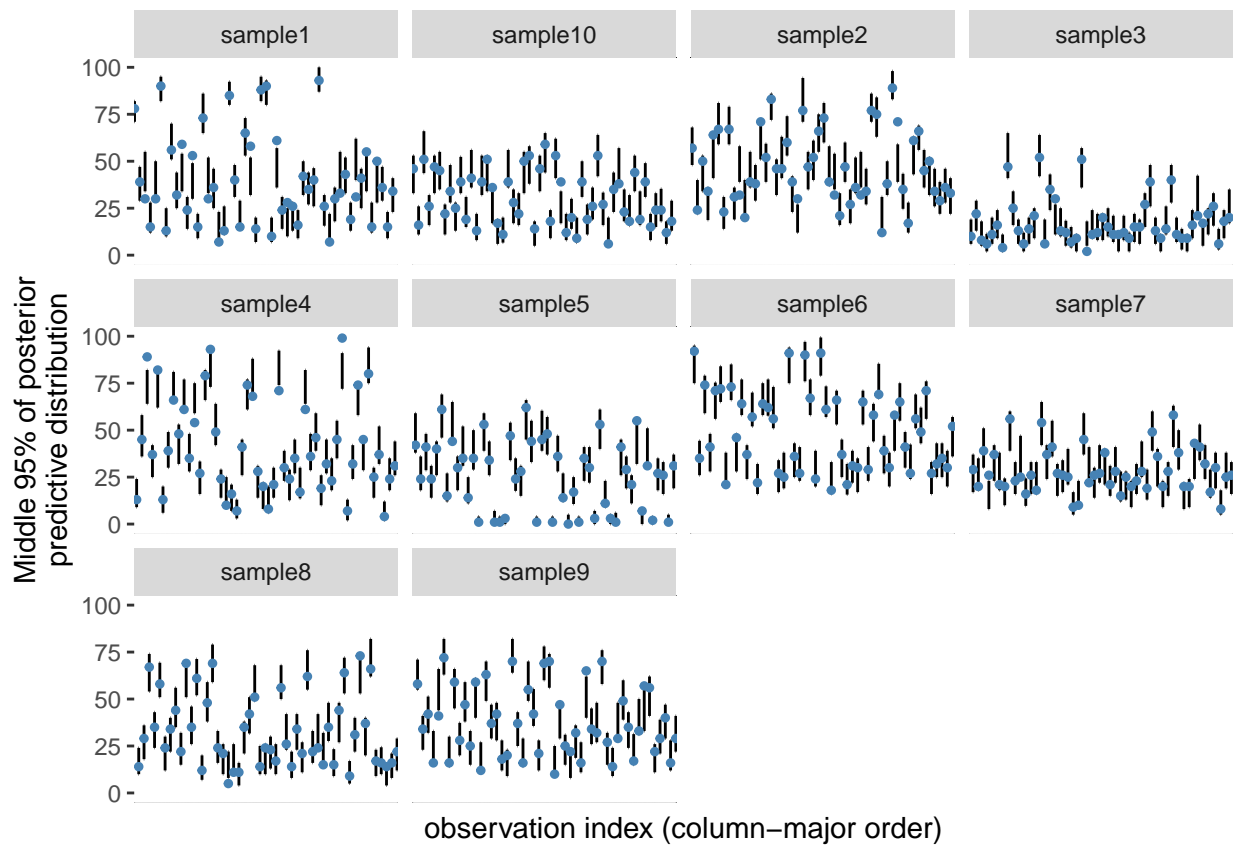 sample1
sample10
sample2
sample3
100
75
50
25
0
sample4
sample5
sample6
sample7
100
75
50
25
0
sample8
sample9
100
75
50
25
0
Middle 95% of posterior
predictive distribution
observation index (column−major order)